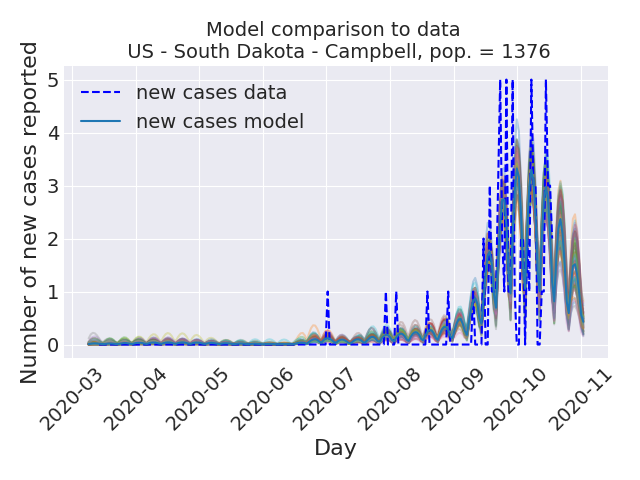 Model comparison to data
US - South Dakota - Campbell, pop. = 1376
new cases data
new cases model
Number of new cases reported
5
4
3
2
1
0
2020-03
2020-04
2020-05
2020-06
2020-07
2020-08
2020-09
2020-10
2020-11
Day